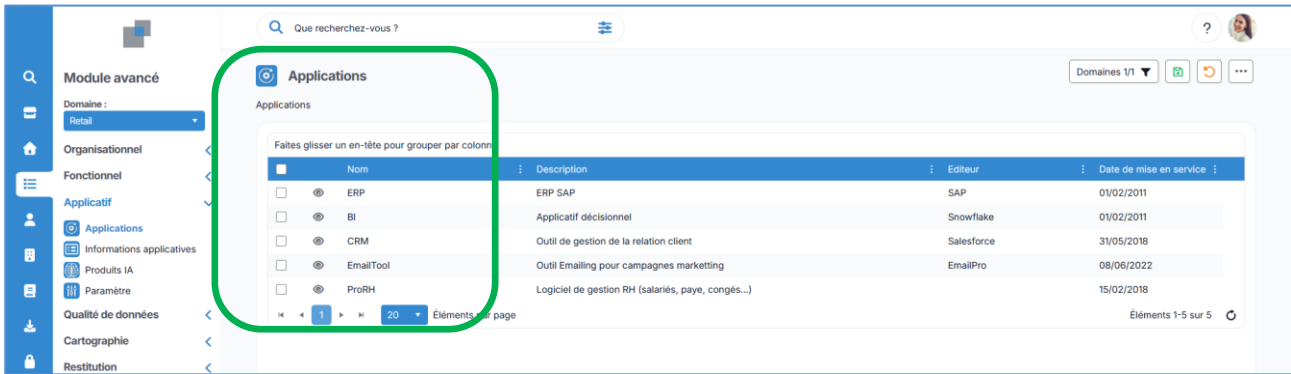 Que recherchez-vous ?
?
Module avancé
Domaine :
Retail
Organisationnel
Fonctionnel
Applicatif
Applications
Informations applicatives
Produits IA
Paramètre
Qualité de données
Cartographie
Restitution
Applications
Domaines 1/1
Applications
Faites glisser un en-tête pour grouper par colonn
Nom Description Editeur Date de mise en service
ERP ERP SAP SAP 01/02/2011
BI Applicatif décisionnel Snowflake 01/02/2011
CRM Outil de gestion de la relation client Salesforce 31/05/2018
EmailTool Outil Emailing pour campagnes marketting EmailPro 08/06/2022
ProRH Logiciel de gestion RH (salariés, paye, congés...) 15/02/2018
1 20 Éléments par page Éléments 1-5 sur 5